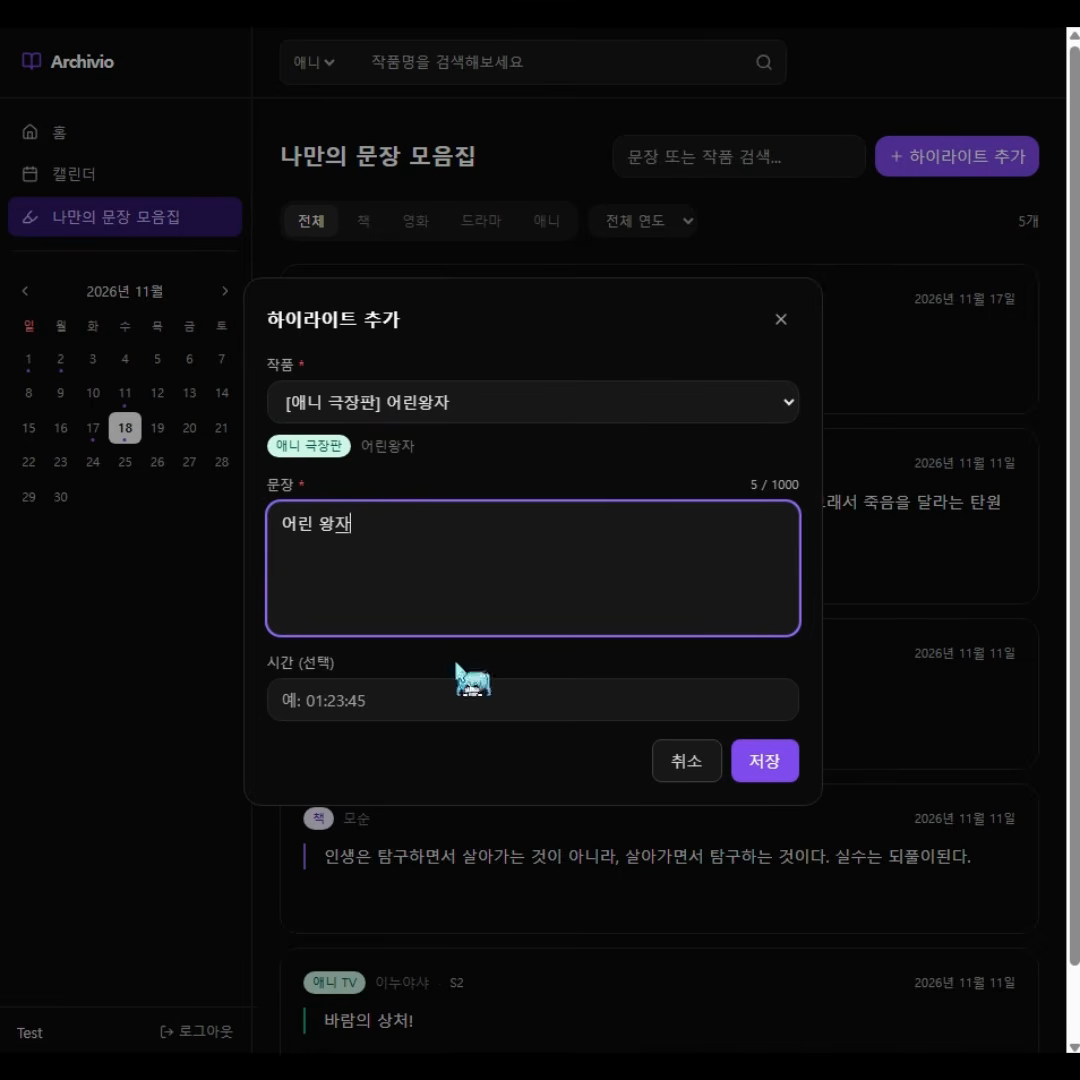 Archivio
애니
작품명을 검색해보세요
홈
캘린더
나만의 문장 모음집
나만의 문장 모음집
문장 또는 작품 검색...
+ 하이라이트 추가
전체 책 영화 드라마 애니
전체 연도
5개
2026년 11월
일 월 화 수 목 금 토
1 2 3 4 5 6 7
8 9 10 11 12 13 14
15 16 17 18 19 20 21
22 23 24 25 26 27 28
29 30
2026년 11월 17일
하이라이트 추가
작품 *
[애니 극장판] 어린왕자
애니 극장판 어린왕자
문장 *
5 / 1000
어린 왕자
시간 (선택)
예: 01:23:45
취소
저장
2026년 11월 11일
죽음을 달라는 탄원
2026년 11월 11일
책 모순
2026년 11월 11일
인생은 탐구하면서 살아가는 것이 아니라, 살아가면서 탐구하는 것이다. 실수는 되풀이된다.
애니 TV 이누야샤 · S2
2026년 11월 11일
바람의 상처!
Test
로그아웃